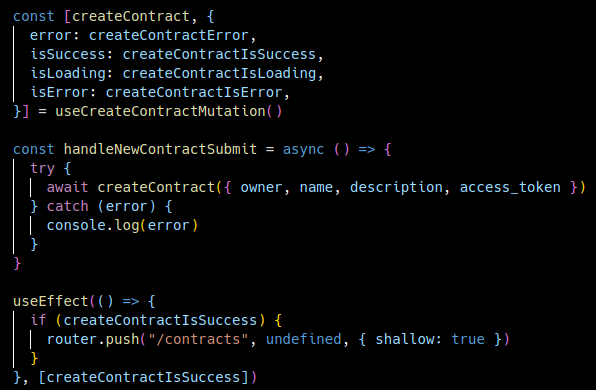 const [createContract, {
  error: createContractError,
  isSuccess: createContractIsSuccess,
  isLoading: createContractIsLoading,
  isError: createContractIsError,
}] = useCreateContractMutation()

const handleNewContractSubmit = async () => {
  try {
    await createContract({ owner, name, description, access_token })
  } catch (error) {
    console.log(error)
  }
}

useEffect(() => {
  if (createContractIsSuccess) {
    router.push("/contracts", undefined, { shallow: true })
  }
}, [createContractIsSuccess])